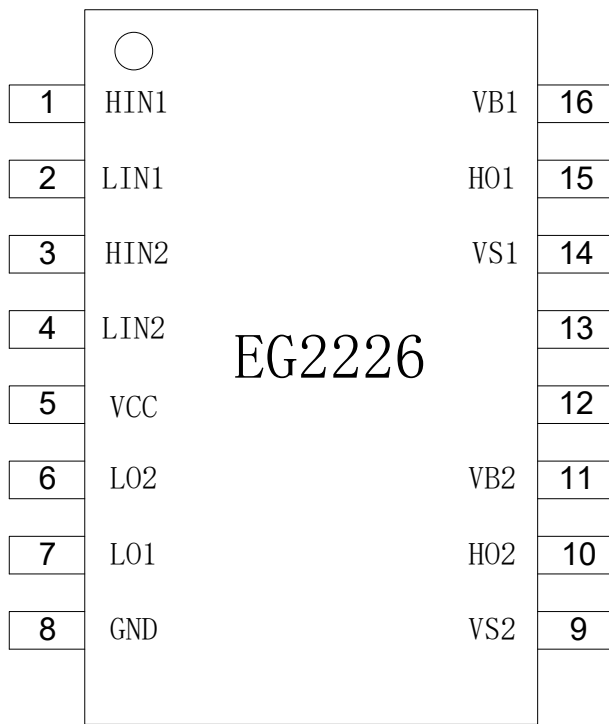 1 HIN1 VB1 16
2 LIN1 HO1 15
3 HIN2 VS1 14
4 LIN2 13
EG2226
5 VCC 12
6 LO2 VB2 11
7 LO1 HO2 10
8 GND VS2 9